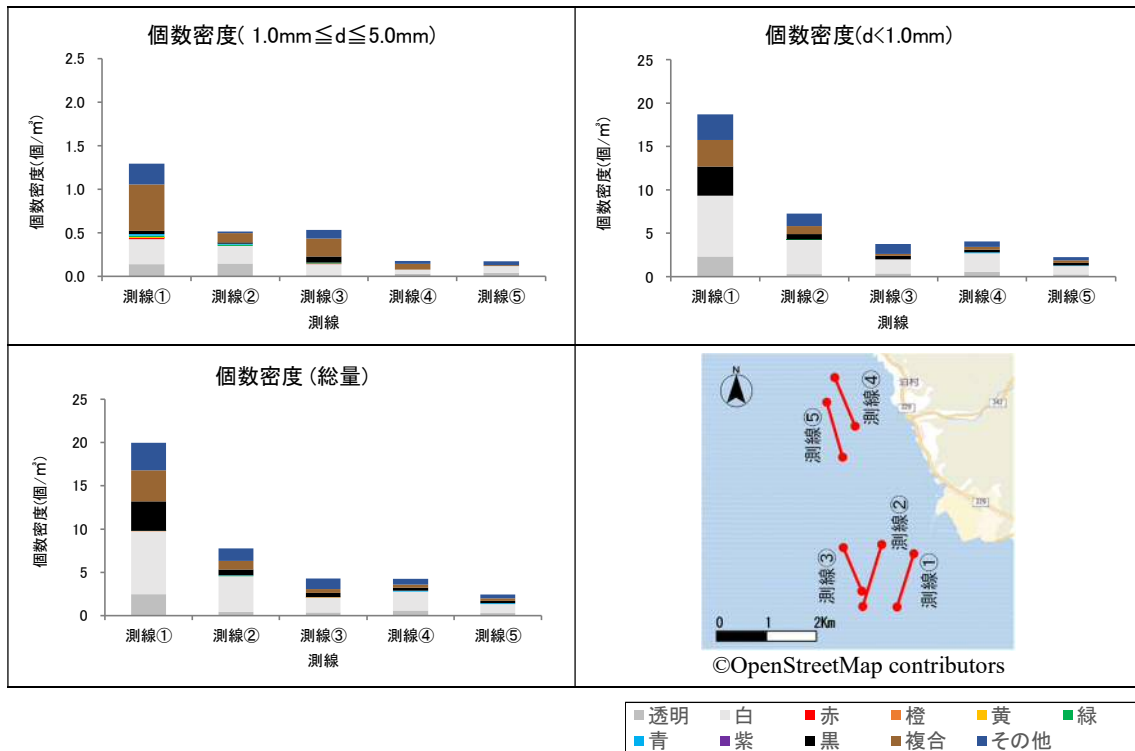 個数密度( 1.0mm≦d≦5.0mm)
個数密度(個/㎥)
2.5
2.0
1.5
1.0
0.5
0.0
測線① 測線② 測線③ 測線④ 測線⑤
測線
個数密度(d<1.0mm)
個数密度(個/㎥)
25
20
15
10
5
0
測線① 測線② 測線③ 測線④ 測線⑤
測線
個数密度 (総量)
個数密度(個/㎥)
25
20
15
10
5
0
測線① 測線② 測線③ 測線④ 測線⑤
測線
N
測線④
測線⑤
測線②
測線③
測線①
0 1 2Km
©OpenStreetMap contributors
透明 白 赤 橙 黄 緑
青 紫 黒 複合 その他